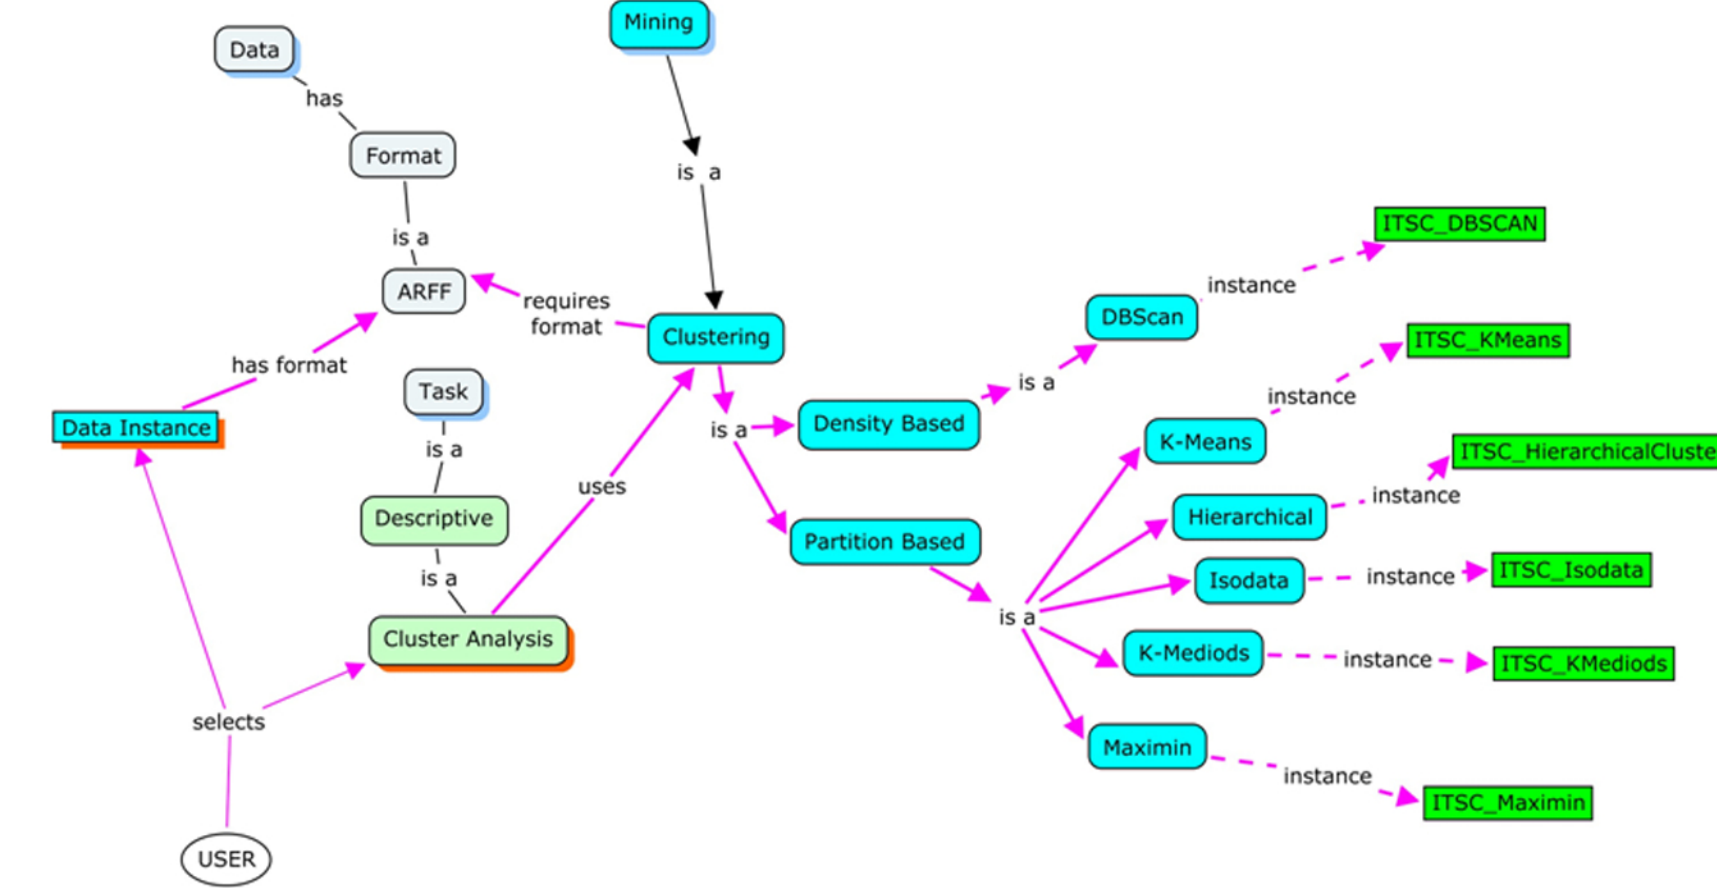 Mining
Data
has
Format
is a
is a
ARFF
requires
format
Clustering
has format
Task
Data Instance
is a
uses
Descriptive
is a
Cluster Analysis
selects
USER
is a
Density Based
is a
DBScan
instance
ITSC_DBSCAN
Partition Based
is a
K-Means
instance
ITSC_KMeans
Hierarchical
instance
ITSC_HierarchicalCluste
Isodata
instance
ITSC_Isodata
K-Mediods
instance
ITSC_KMediods
Maximin
instance
ITSC_Maximin